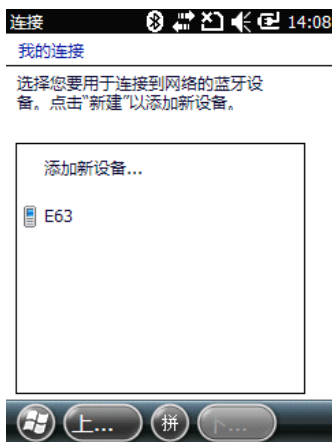 连接 14:08
我的连接
选择您要用于连接到网络的蓝牙设
备。点击“新建”以添加新设备。
添加新设备...
E63
上... 拼 下...